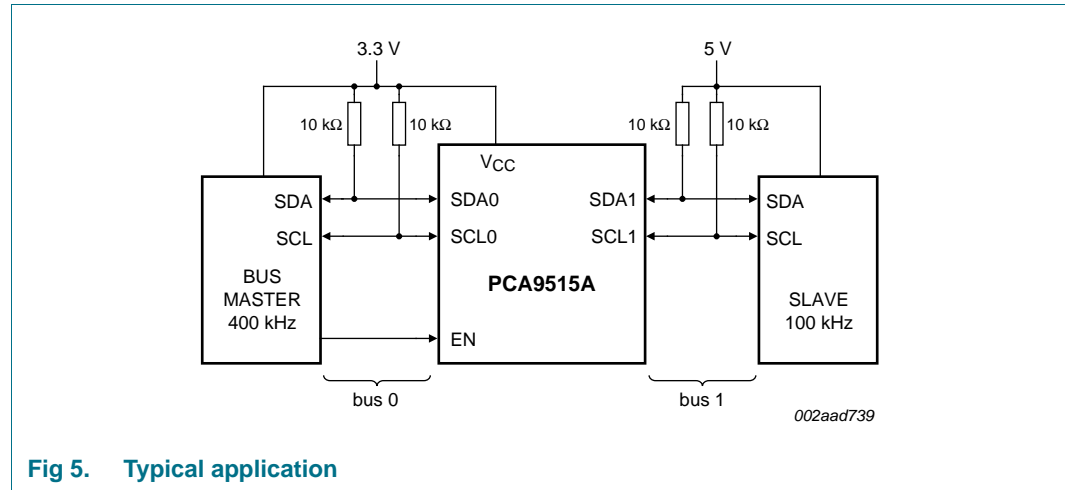 3.3 V
5 V
10 kΩ
10 kΩ
10 kΩ
10 kΩ
VCC
SDA
SDA0
SDA1
SDA
SCL
SCL0
SCL1
SCL
PCA9515A
BUS
MASTER
400 kHz
SLAVE
100 kHz
EN
bus 0
bus 1
002aad739
Fig 5. Typical application